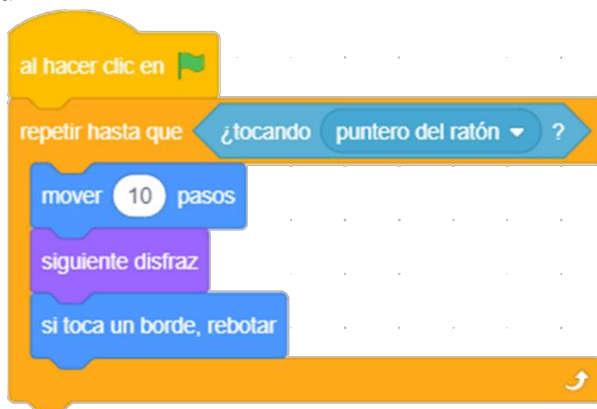 al hacer clic en
repetir hasta que ¿tocando puntero del ratón ?
mover 10 pasos
siguiente disfraz
si toca un borde, rebotar